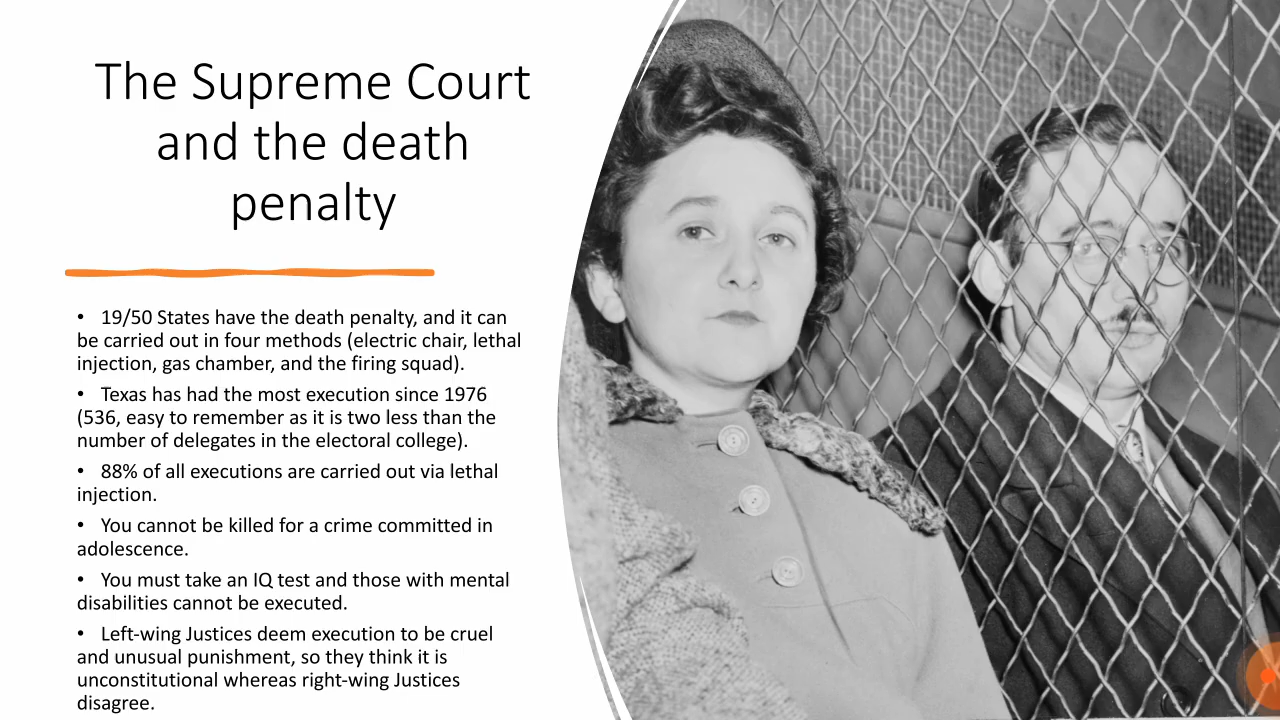 The Supreme Court
and the death
penalty
• 19/50 States have the death penalty, and it can
be carried out in four methods (electric chair, lethal
injection, gas chamber, and the firing squad).
• Texas has had the most execution since 1976
(536, easy to remember as it is two less than the
number of delegates in the electoral college).
• 88% of all executions are carried out via lethal
injection.
• You cannot be killed for a crime committed in
adolescence.
• You must take an IQ test and those with mental
disabilities cannot be executed.
• Left-wing Justices deem execution to be cruel
and unusual punishment, so they think it is
unconstitutional whereas right-wing Justices
disagree.